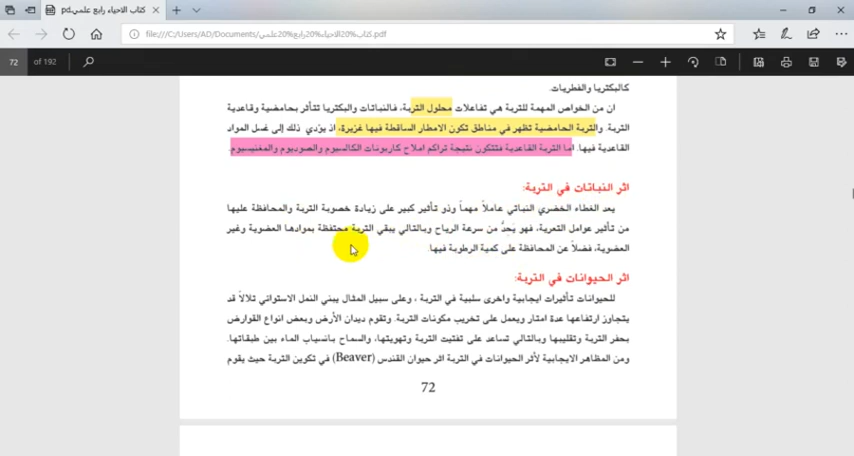 كتاب الاحياء رابع علمي.pd
file:///C:/Users/AD/Documents/كتاب%20الاحياء%20رابع%20علمي.pdf
72 of 192
كالبكتريا والفطريات.
ان من الخواص المهمة للتربة هي تفاعلات محلول التربة، فالنباتات والبكتريا تتأثر بحامضية وقاعدية
التربة. والتربة الحامضية تظهر في مناطق تكون الامطار الساقطة فيها غزيرة، اذ يؤدي ذلك إلى غسل المواد
القاعدية فيها. اما التربة القاعدية فتتكون نتيجة تراكم املاح كاربونات الكالسيوم والصوديوم والمغنيسيوم.
اثر النباتات في التربة:
يعد الغطاء الخضري النباتي عاملاً مهماً وذو تأثير كبير على زيادة خصوبة التربة والمحافظة عليها
من تأثير عوامل التعرية، فهو يَحدُّ من سرعة الرياح وبالتالي يبقي التربة محتفظة بموادها العضوية وغير
العضوية، فضلاً عن المحافظة على كمية الرطوبة فيها.
اثر الحيوانات في التربة:
للحيوانات تأثيرات ايجابية واخرى سلبية في التربة ، وعلى سبيل المثال يبني النمل الاستوائي تلالاً قد
يتجاوز ارتفاعها عدة امتار ويعمل على تخريب مكونات التربة. وتقوم ديدان الأرض وبعض انواع القوارض
بحفر التربة وتقليبها وبالتالي تساعد على تفتيت التربة وتهويتها، والسماح بانسياب الماء بين طبقاتها.
ومن المظاهر الايجابية لأثر الحيوانات في التربة اثر حيوان القندس (Beaver) في تكوين التربة حيث يقوم
72